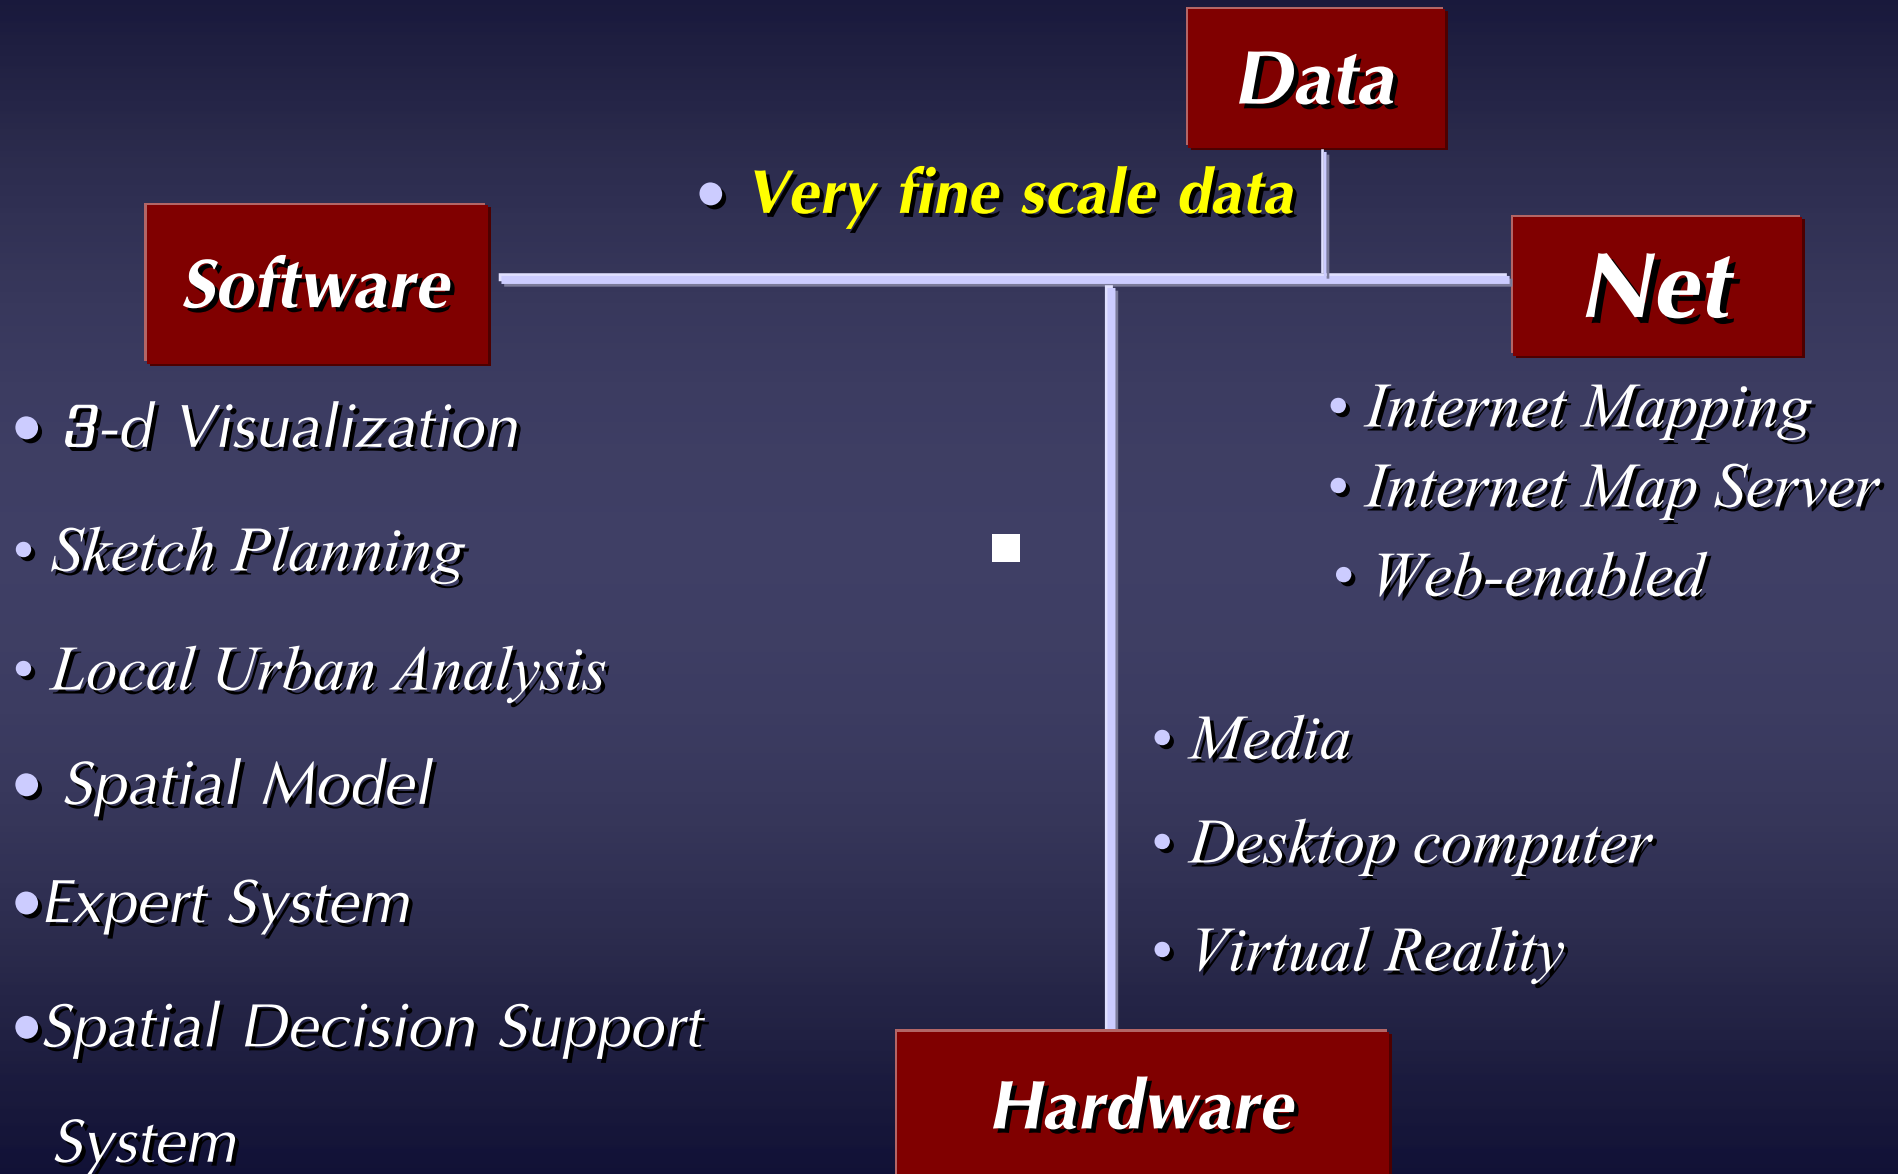 Data
• Very fine scale data
Software
Net
• 3-d Visualization
• Sketch Planning
• Local Urban Analysis
• Spatial Model
•Expert System
•Spatial Decision Support
System
• Internet Mapping
• Internet Map Server
• Web-enabled
• Media
• Desktop computer
• Virtual Reality
Hardware